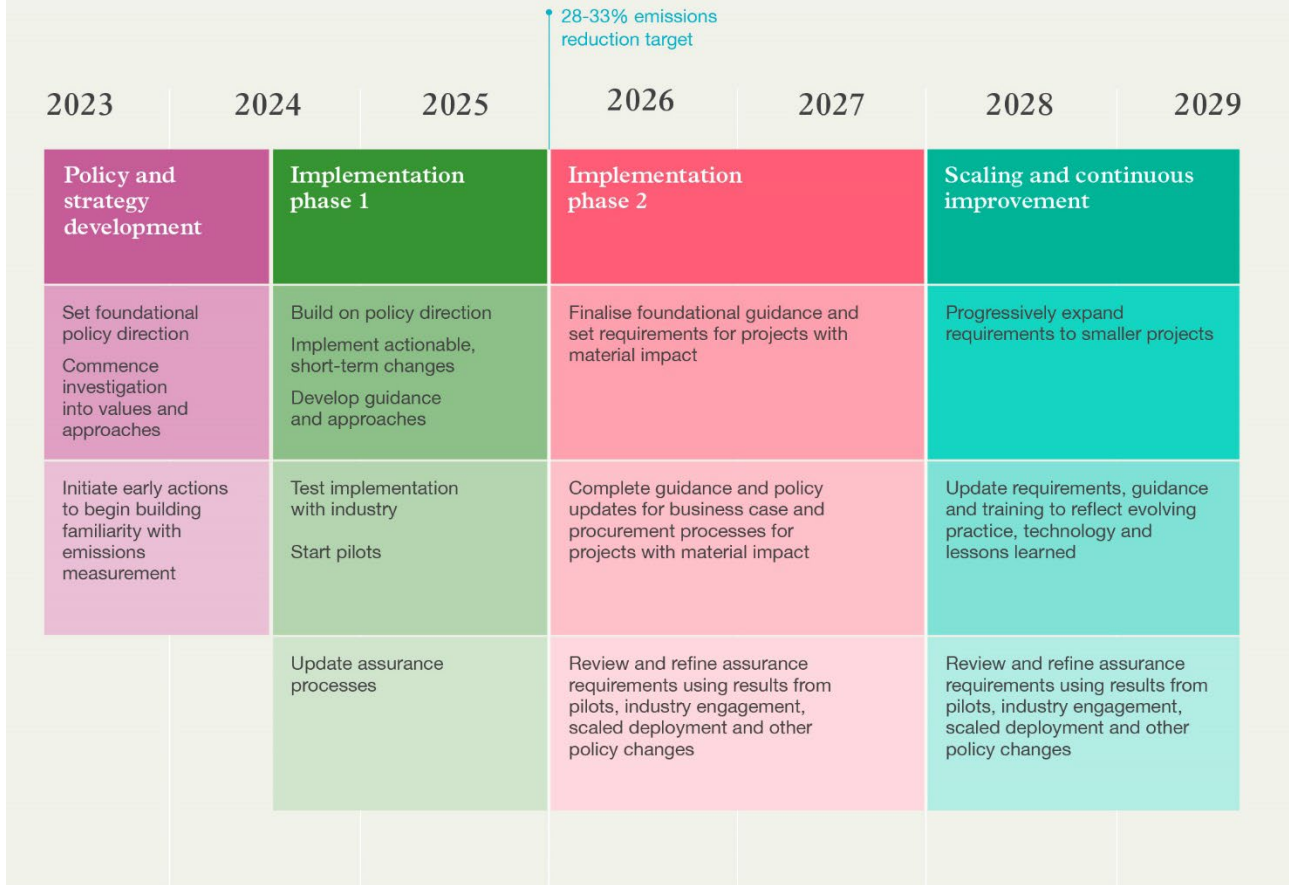 28-33% emissions
reduction target
2023
2024
2025
2026
2027
2028
2029
Policy and
strategy
development
Implementation
phase 1
Implementation
phase 2
Scaling and continuous
improvement
Set foundational
policy direction
Commence
investigation
into values and
approaches
Build on policy direction
Implement actionable,
short-term changes
Develop guidance
and approaches
Finalise foundational guidance and
set requirements for projects with
material impact
Progressively expand
requirements to smaller projects
Initiate early actions
to begin building
familiarity with
emissions
measurement
Test implementation
with industry
Start pilots
Complete guidance and policy
updates for business case and
procurement processes for
projects with material impact
Update requirements, guidance
and training to reflect evolving
practice, technology and
lessons learned
Update assurance
processes
Review and refine assurance
requirements using results from
pilots, industry engagement,
scaled deployment and other
policy changes
Review and refine assurance
requirements using results from
pilots, industry engagement,
scaled deployment and other
policy changes